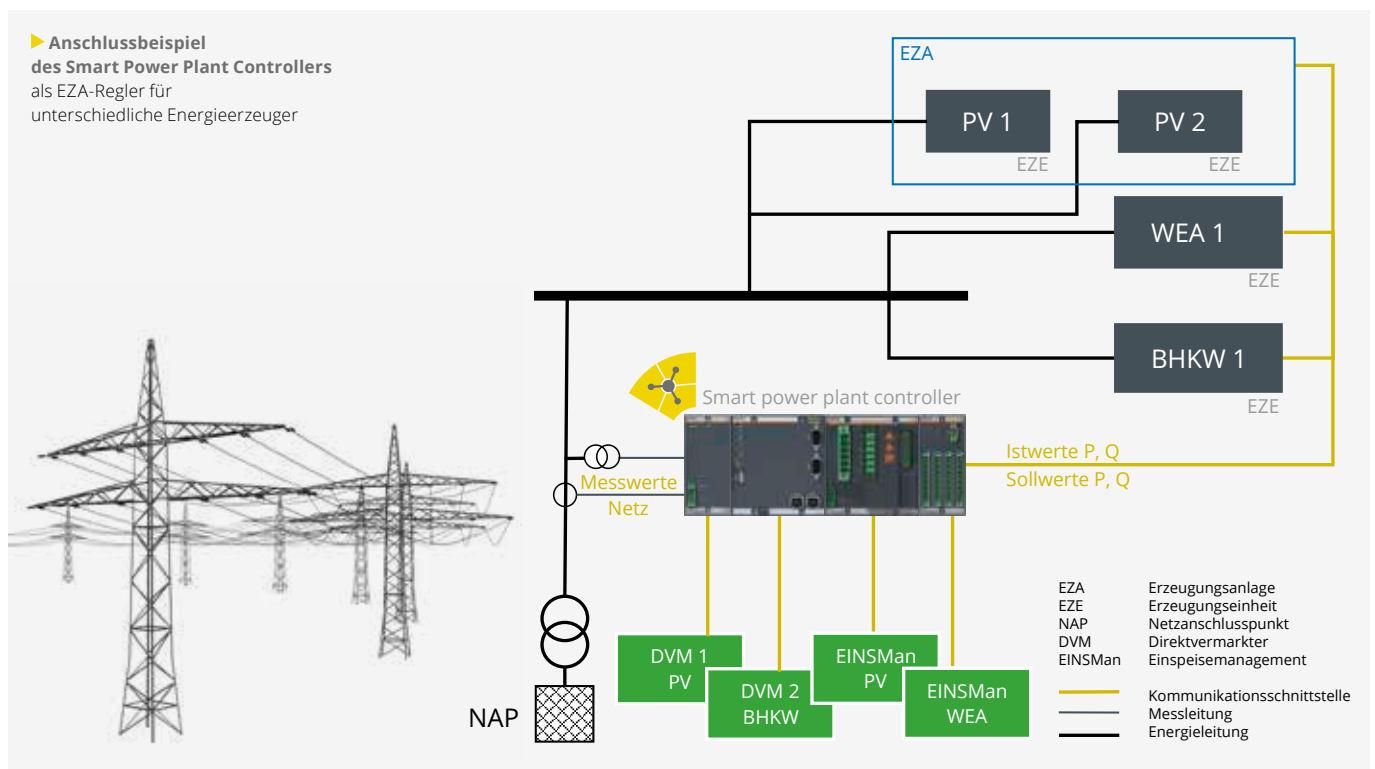 Anschlussbeispiel
des Smart Power Plant Controllers
als EZA-Regler für
unterschiedliche Energieerzeuger
EZA
PV 1
EZE
PV 2
EZE
WEA 1
EZE
BHKW 1
EZE
Smart power plant controller
Istwerte P, Q
Sollwerte P, Q
Messwerte
Netz
DVM 1
PV
DVM 2
BHKW
EINSMan
PV
EINSMan
WEA
NAP
EZA Erzeugungsanlage
EZE Erzeugungseinheit
NAP Netzanschlusspunkt
DVM Direktvermarkter
EINSMan Einspeisemanagement
Kommunikationsschnittstelle
Messleitung
Energieleitung